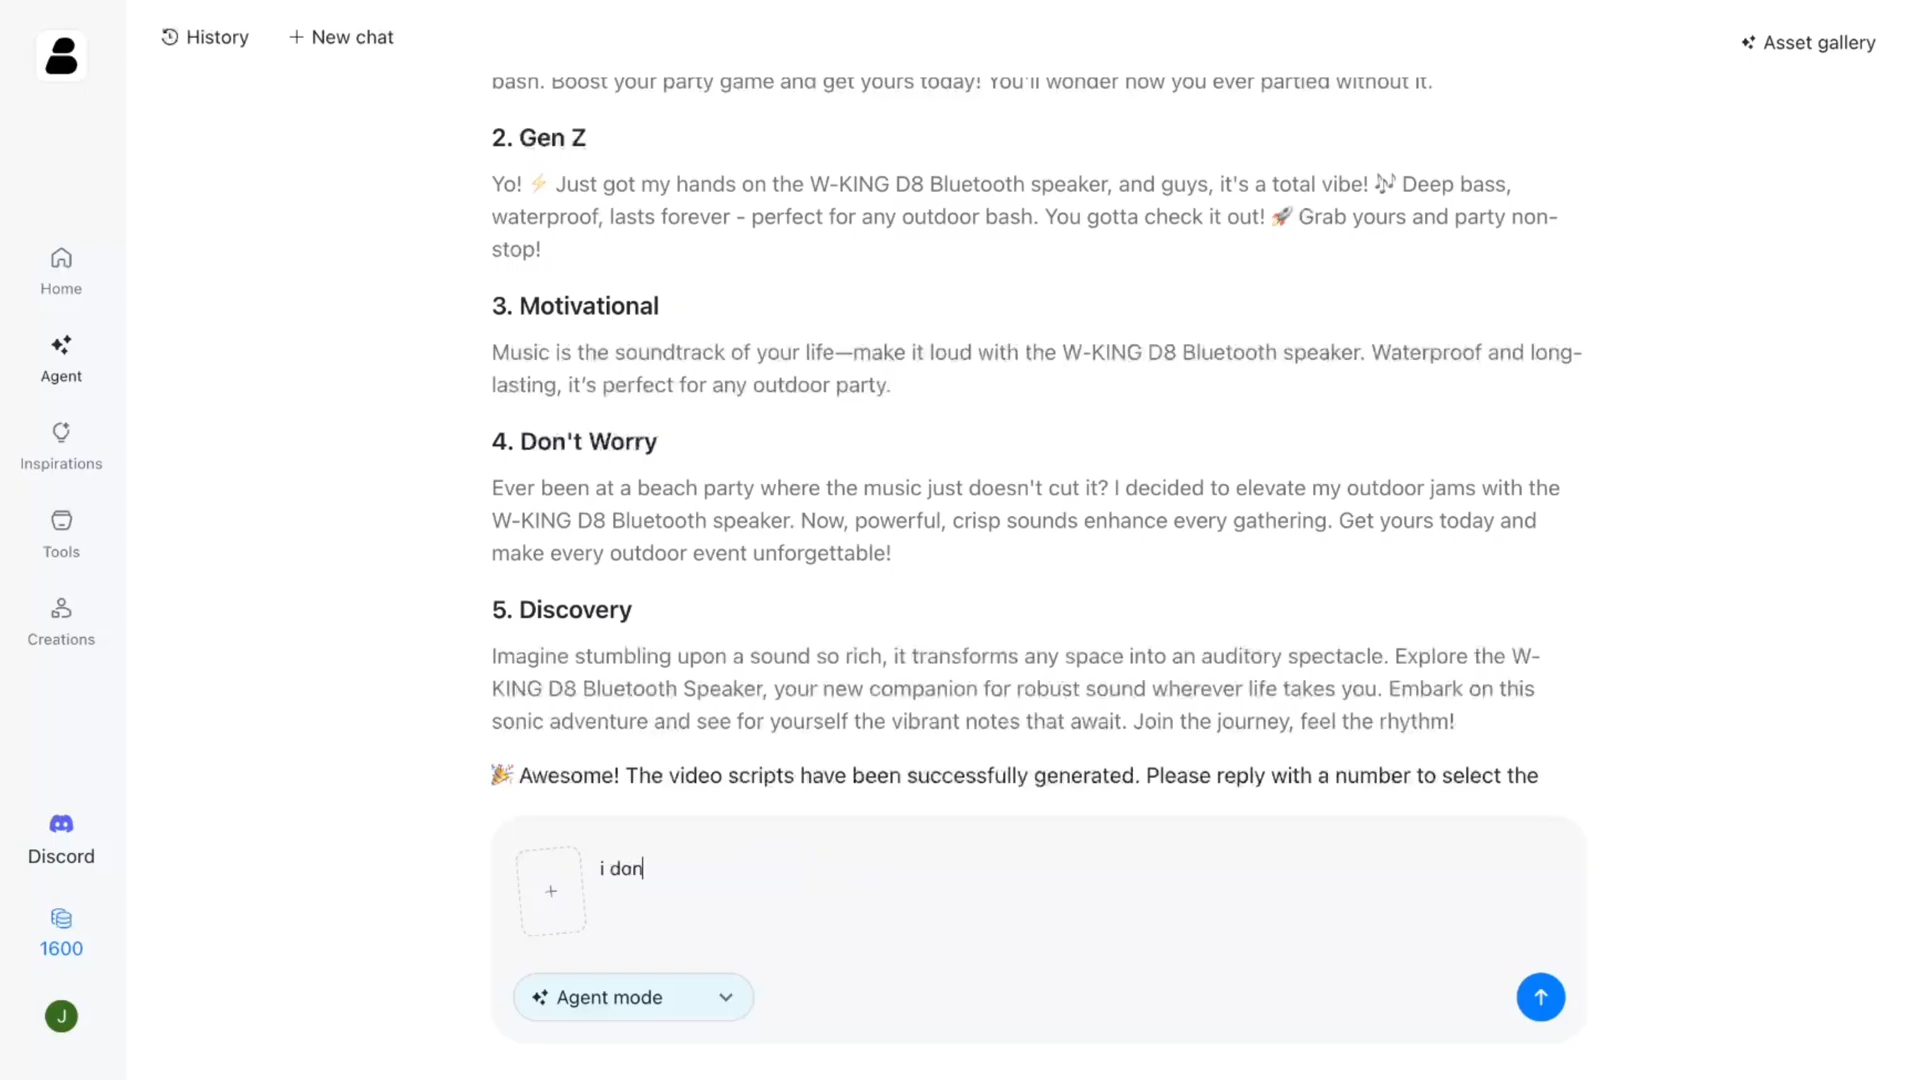 History
+ New chat
Asset gallery
bash. Boost your party game and get yours today! You'll wonder how you ever partied without it.
2. Gen Z
Yo! ⚡ Just got my hands on the W-KING D8 Bluetooth speaker, and guys, it's a total vibe! 🎶 Deep bass,
waterproof, lasts forever - perfect for any outdoor bash. You gotta check it out! 🚀 Grab yours and party non-
stop!
3. Motivational
Music is the soundtrack of your life—make it loud with the W-KING D8 Bluetooth speaker. Waterproof and long-
lasting, it's perfect for any outdoor party.
4. Don't Worry
Ever been at a beach party where the music just doesn't cut it? I decided to elevate my outdoor jams with the
W-KING D8 Bluetooth speaker. Now, powerful, crisp sounds enhance every gathering. Get yours today and
make every outdoor event unforgettable!
5. Discovery
Imagine stumbling upon a sound so rich, it transforms any space into an auditory spectacle. Explore the W-
KING D8 Bluetooth Speaker, your new companion for robust sound wherever life takes you. Embark on this
sonic adventure and see for yourself the vibrant notes that await. Join the journey, feel the rhythm!
🎉 Awesome! The video scripts have been successfully generated. Please reply with a number to select the
i dan
Agent mode
Home
Agent
Inspirations
Tools
Creations
Discord
1600
J